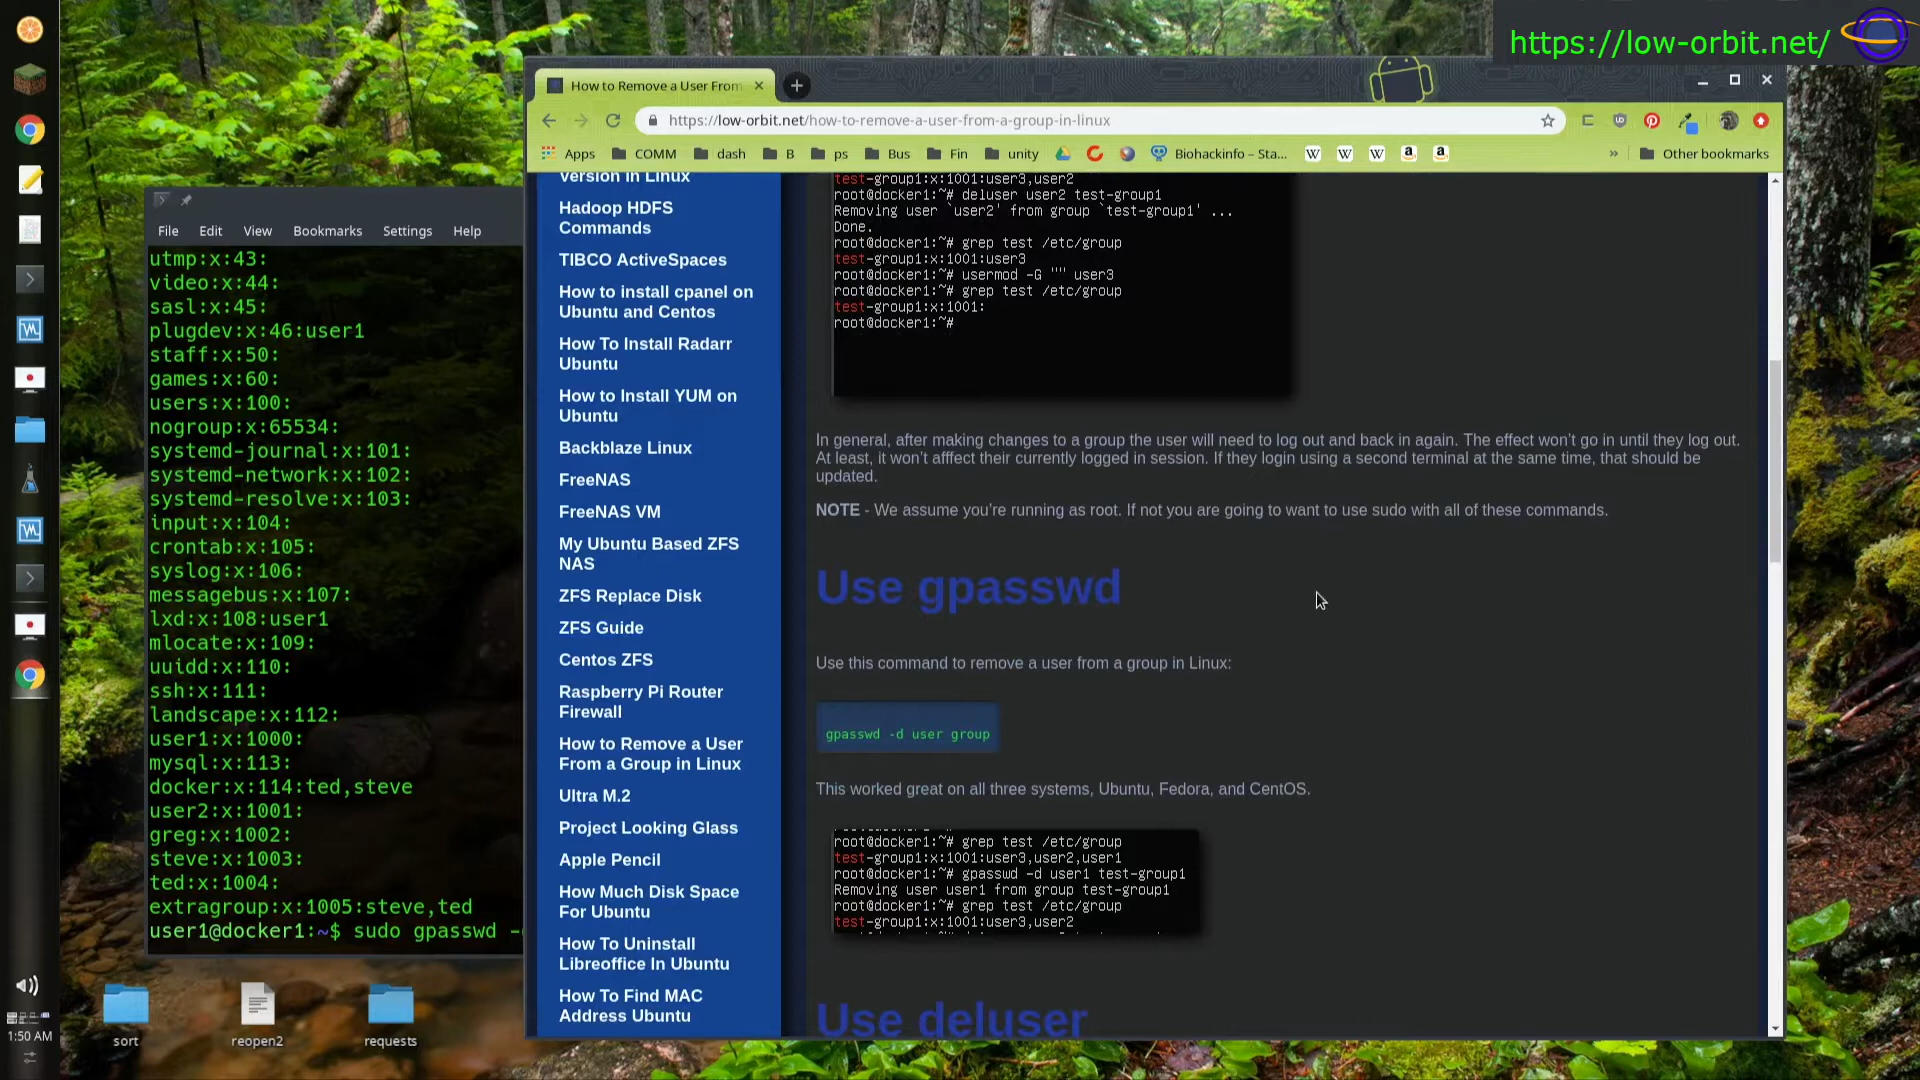 https://low-orbit.net/
How to Remove a User From
https://low-orbit.net/how-to-remove-a-user-from-a-group-in-linux
Apps
COMM
dash
B
ps
Bus
Fin
unity
Biohackinfo – Sta...
Other bookmarks
File Edit View Bookmarks Settings Help
utmp:x:43:
video:x:44:
sasl:x:45:
plugdev:x:46:user1
staff:x:50:
games:x:60:
users:x:100:
nogroup:x:65534:
systemd-journal:x:101:
systemd-network:x:102:
systemd-resolve:x:103:
input:x:104:
crontab:x:105:
syslog:x:106:
messagebus:x:107:
lxd:x:108:user1
mlocate:x:109:
uuidd:x:110:
ssh:x:111:
landscape:x:112:
user1:x:1000:
mysql:x:113:
docker:x:114:ted,steve
user2:x:1001:
greg:x:1002:
steve:x:1003:
ted:x:1004:
extragroup:x:1005:steve,ted
user1@docker1:~$ sudo gpasswd -
version in Linux
Hadoop HDFS
Commands
TIBCO ActiveSpaces
How to install cpanel on
Ubuntu and Centos
How To Install Radarr
Ubuntu
How to Install YUM on
Ubuntu
Backblaze Linux
FreeNAS
FreeNAS VM
My Ubuntu Based ZFS
NAS
ZFS Replace Disk
ZFS Guide
Centos ZFS
Raspberry Pi Router
Firewall
How to Remove a User
From a Group in Linux
Ultra M.2
Project Looking Glass
Apple Pencil
How Much Disk Space
For Ubuntu
How To Uninstall
Libreoffice In Ubuntu
How To Find MAC
Address Ubuntu
test-group1:x:1001:user3,user2
root@docker1:~# deluser user2 test-group1
Removing user `user2' from group `test-group1' ...
Done.
root@docker1:~# grep test /etc/group
test-group1:x:1001:user3
root@docker1:~# usermod -G "" user3
root@docker1:~# grep test /etc/group
test-group1:x:1001:
root@docker1:~#
In general, after making changes to a group the user will need to log out and back in again. The effect won't go in until they log out.
At least, it won't afffect their currently logged in session. If they login using a second terminal at the same time, that should be
updated.
NOTE - We assume you're running as root. If not you are going to want to use sudo with all of these commands.
Use gpasswd
Use this command to remove a user from a group in Linux:
gpasswd -d user group
This worked great on all three systems, Ubuntu, Fedora, and CentOS.
root@docker1:~# grep test /etc/group
test-group1:x:1001:user3,user2,user1
root@docker1:~# gpasswd -d user1 test-group1
Removing user user1 from group test-group1
root@docker1:~# grep test /etc/group
test-group1:x:1001:user3,user2
Use deluser
1:50 AM
sort
reopen2
requests